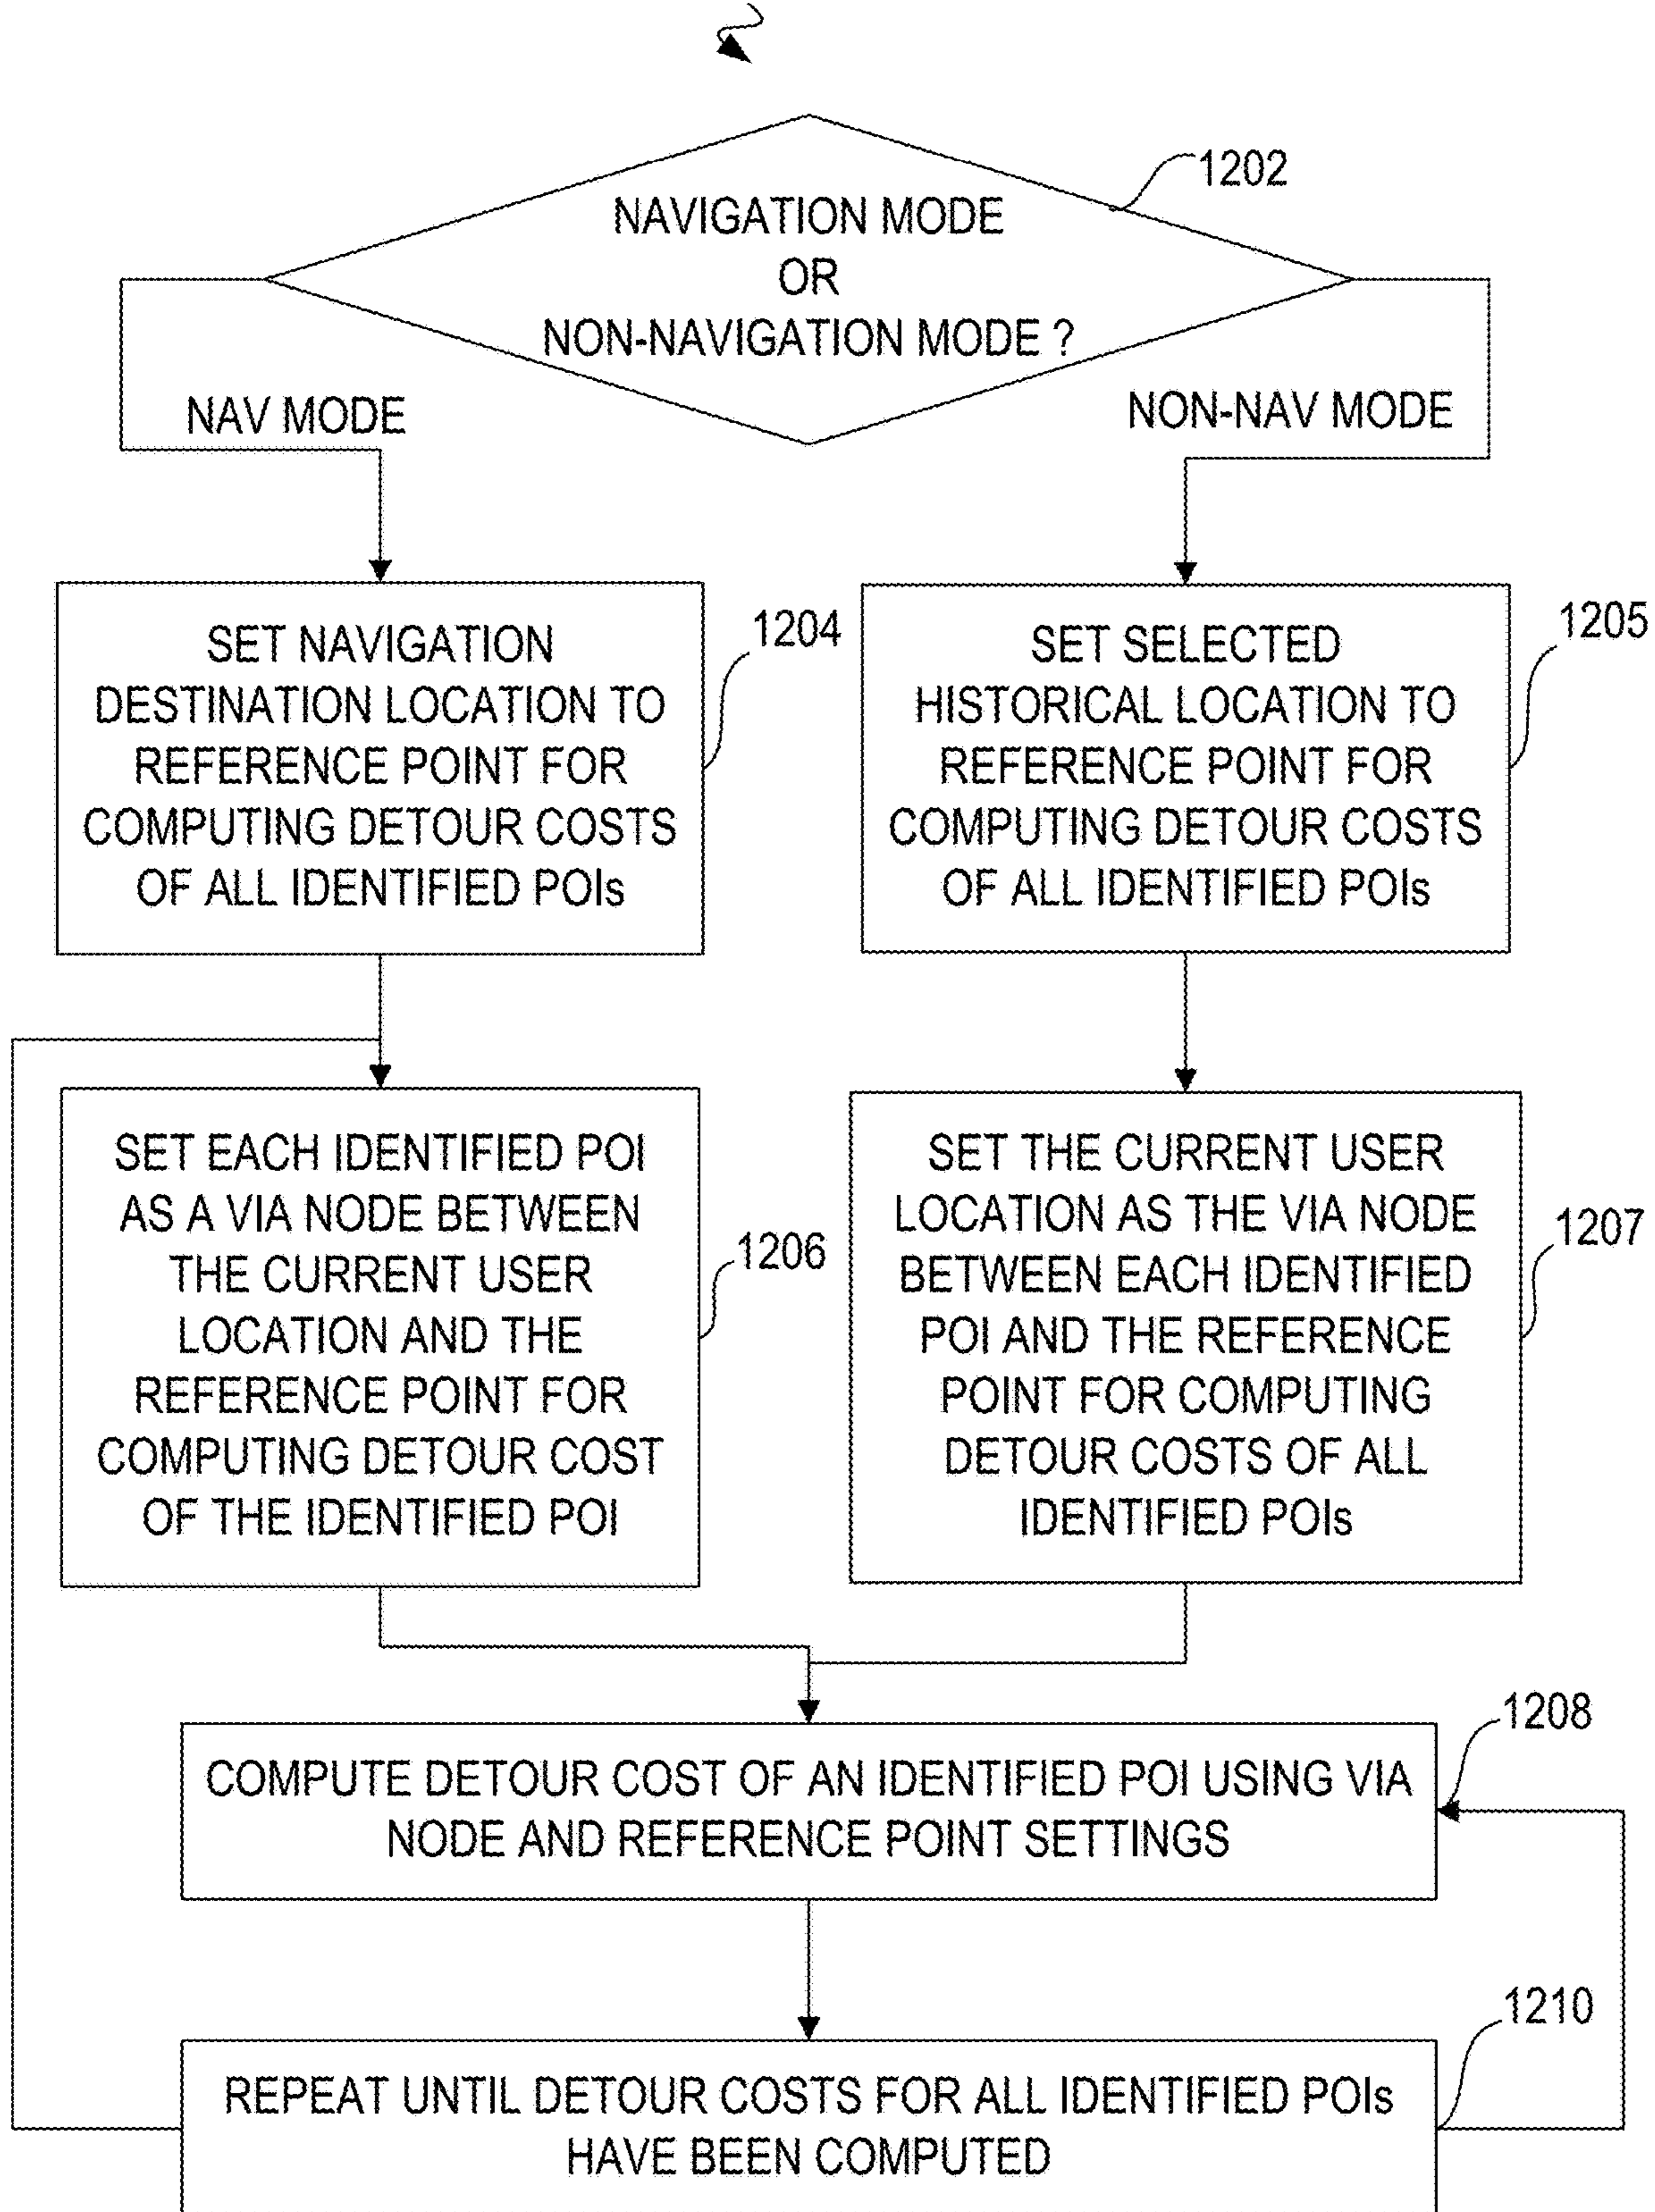 1202
NAVIGATION MODE
OR
NON-NAVIGATION MODE ?
NAV MODE
NON-NAV MODE
1204
SET NAVIGATION
DESTINATION LOCATION TO
REFERENCE POINT FOR
COMPUTING DETOUR COSTS
OF ALL IDENTIFIED POIs
1205
SET SELECTED
HISTORICAL LOCATION TO
REFERENCE POINT FOR
COMPUTING DETOUR COSTS
OF ALL IDENTIFIED POIs
1206
SET EACH IDENTIFIED POI
AS A VIA NODE BETWEEN
THE CURRENT USER
LOCATION AND THE
REFERENCE POINT FOR
COMPUTING DETOUR COST
OF THE IDENTIFIED POI
1207
SET THE CURRENT USER
LOCATION AS THE VIA NODE
BETWEEN EACH IDENTIFIED
POI AND THE REFERENCE
POINT FOR COMPUTING
DETOUR COSTS OF ALL
IDENTIFIED POIs
1208
COMPUTE DETOUR COST OF AN IDENTIFIED POI USING VIA
NODE AND REFERENCE POINT SETTINGS
1210
REPEAT UNTIL DETOUR COSTS FOR ALL IDENTIFIED POIs
HAVE BEEN COMPUTED